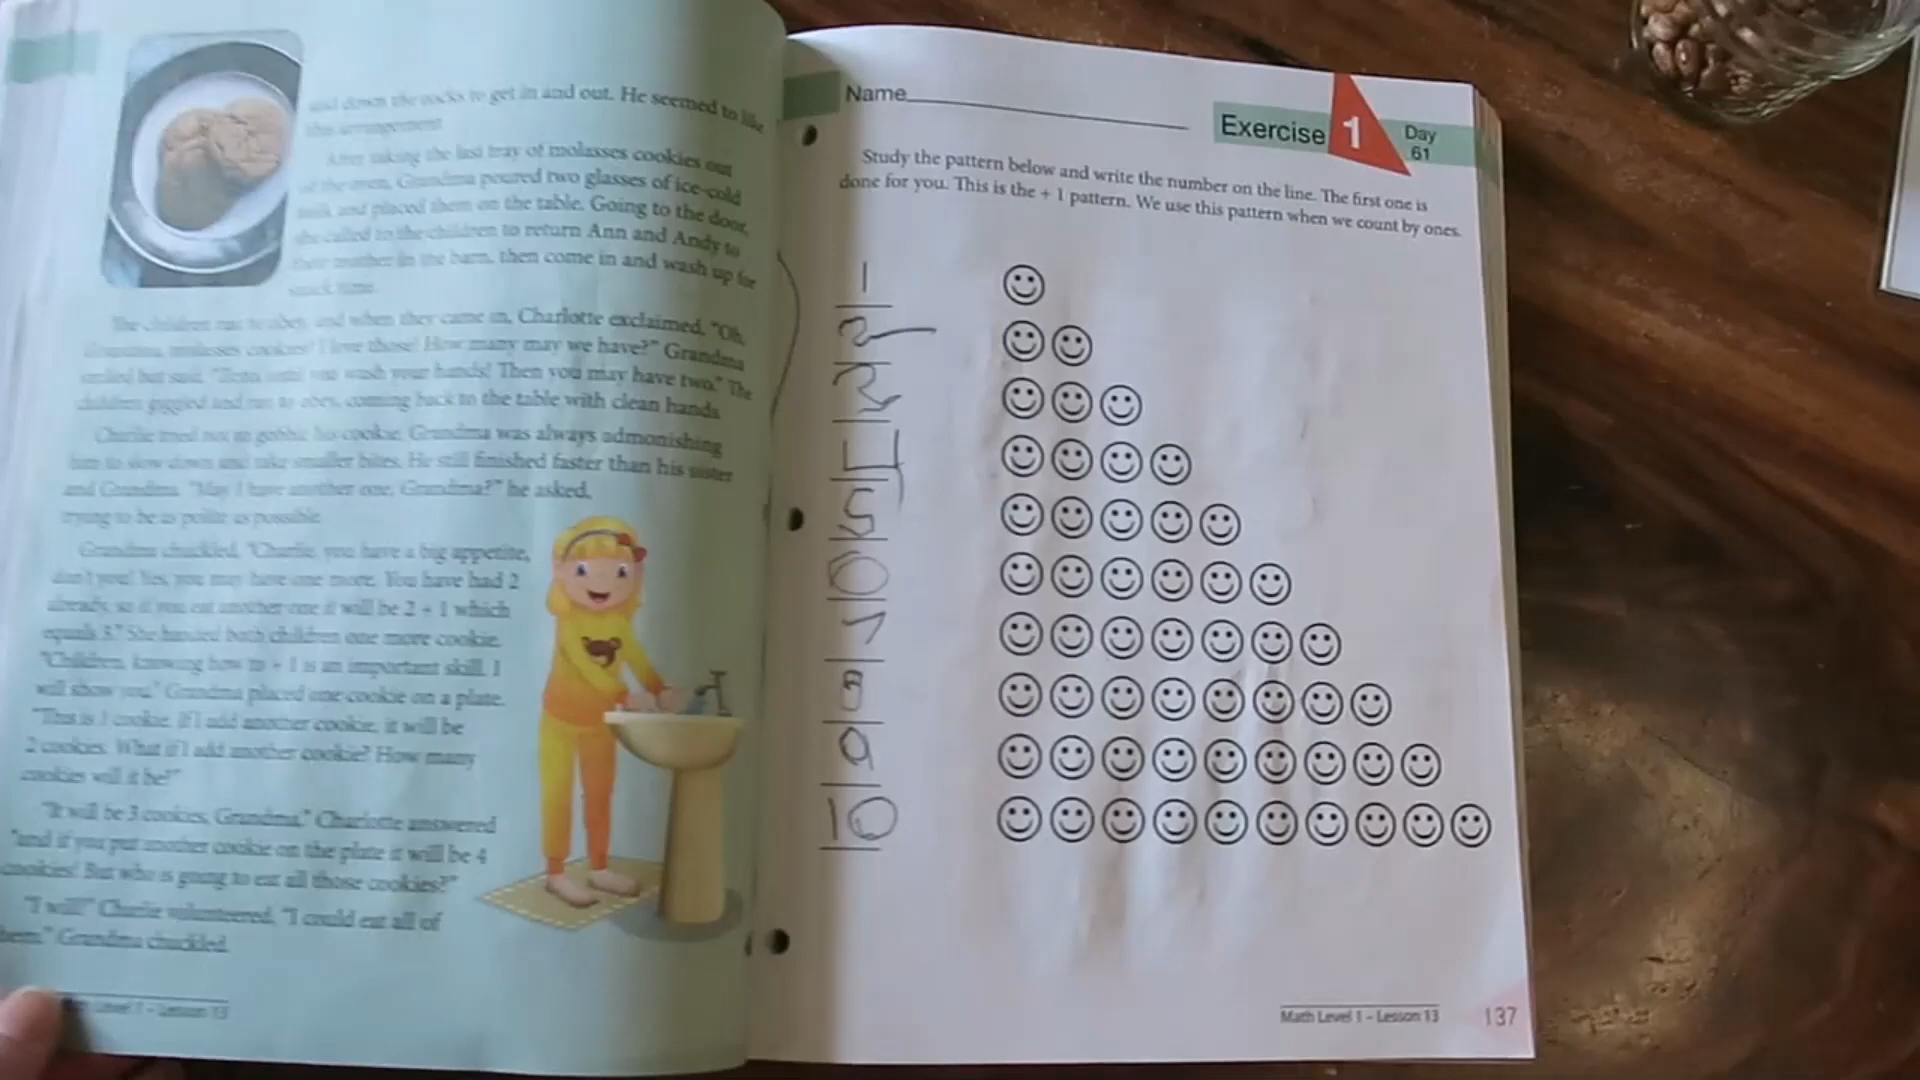 and down the rocks to get in and out. He seemed to like
this arrangement.
After taking the last tray of molasses cookies out
of the oven, Grandma poured two glasses of ice-cold
milk and placed them on the table. Going to the door,
she called to the children to return Ann and Andy to
their mother in the barn, then come in and wash up for
snack time.
The children ran to obey, and when they came in, Charlotte exclaimed, "Oh,
Grandma, molasses cookies! I love those! How many may we have?" Grandma
smiled but said, "Zero until you wash your hands! Then you may have two." The
children giggled and ran to obey, coming back to the table with clean hands.
Charlie tried not to gobble his cookie. Grandma was always admonishing
him to slow down and take smaller bites. He still finished faster than his sister
and Grandma. "May I have another one, Grandma?" he asked,
trying to be as polite as possible.
Grandma chuckled. "Charlie, you have a big appetite,
don't you! Yes, you may have one more. You have had 2
already, so if you eat another one it will be 2 + 1 which
equals 3." She handed both children one more cookie.
"Children, knowing how to + 1 is an important skill. I
will show you." Grandma placed one cookie on a plate.
"This is 1 cookie. If I add another cookie, it will be
2 cookies. What if I add another cookie? How many
cookies will it be?"
"It will be 3 cookies, Grandma," Charlotte answered
"and if you put another cookie on the plate it will be 4
cookies! But who is going to eat all those cookies?"
"I will!" Charlie volunteered. "I could eat all of
them." Grandma chuckled.
Math Level 1 – Lesson 13
Name
Exercise 1
Day
61
Study the pattern below and write the number on the line. The first one is
done for you. This is the + 1 pattern. We use this pattern when we count by ones.
1
2
3
4
5
6
7
8
9
10
Math Level 1 – Lesson 13
137